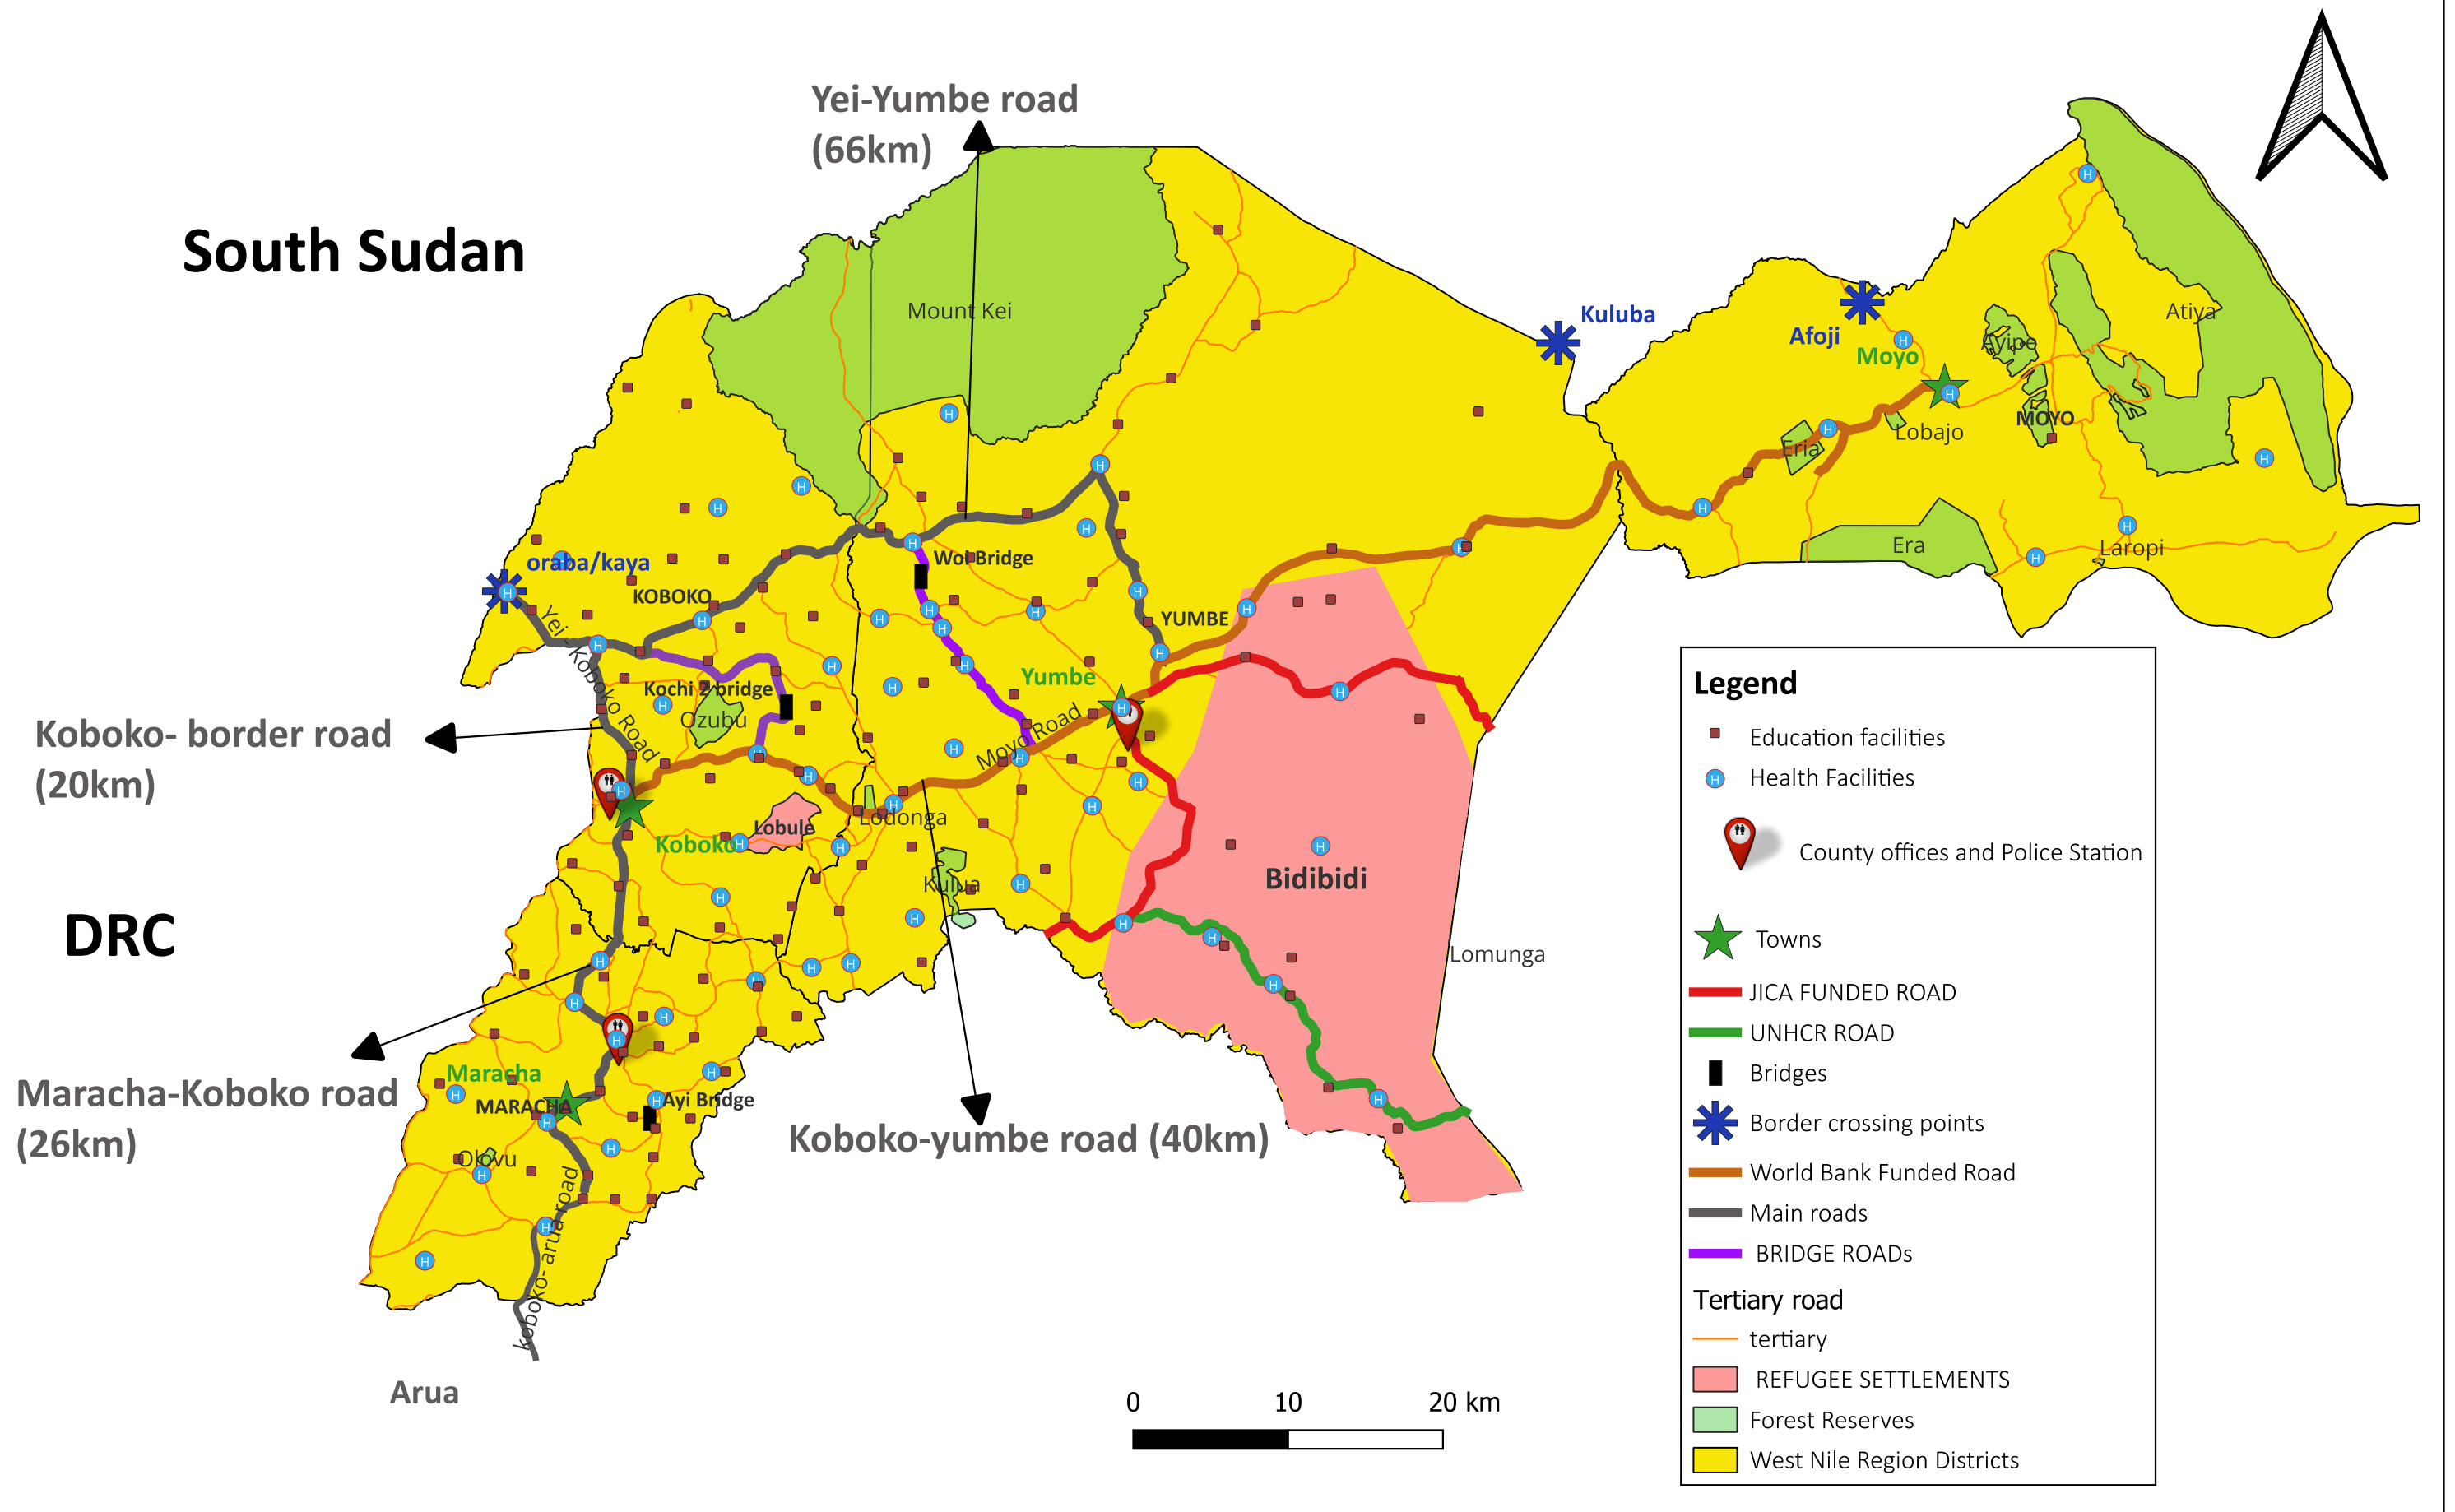 Yei-Yumbe road
(66km)
South Sudan
Mount Kei
Kuluba
Afoji
Moyo
Ayipe
Atiya
MOYO
Lobajo
Eria
Era
Laropi
oraba/kaya
Woi Bridge
KOBOKO
YUMBE
Yei - Koboko Road
Kochi 2 bridge
Ozubu
Yumbe
Moyo Road
Koboko- border road
(20km)
Lodonga
Lobule
Koboko
Kulua
Bidibidi
DRC
Lomunga
Maracha-Koboko road
(26km)
Maracha
MARACHA
Ayi Bridge
Koboko-yumbe road (40km)
Olovu
koboko- arua road
Arua
0 10 20 km
Legend
Education facilities
H Health Facilities
County offices and Police Station
Towns
JICA FUNDED ROAD
UNHCR ROAD
Bridges
Border crossing points
World Bank Funded Road
Main roads
BRIDGE ROADs
Tertiary road
tertiary
REFUGEE SETTLEMENTS
Forest Reserves
West Nile Region Districts